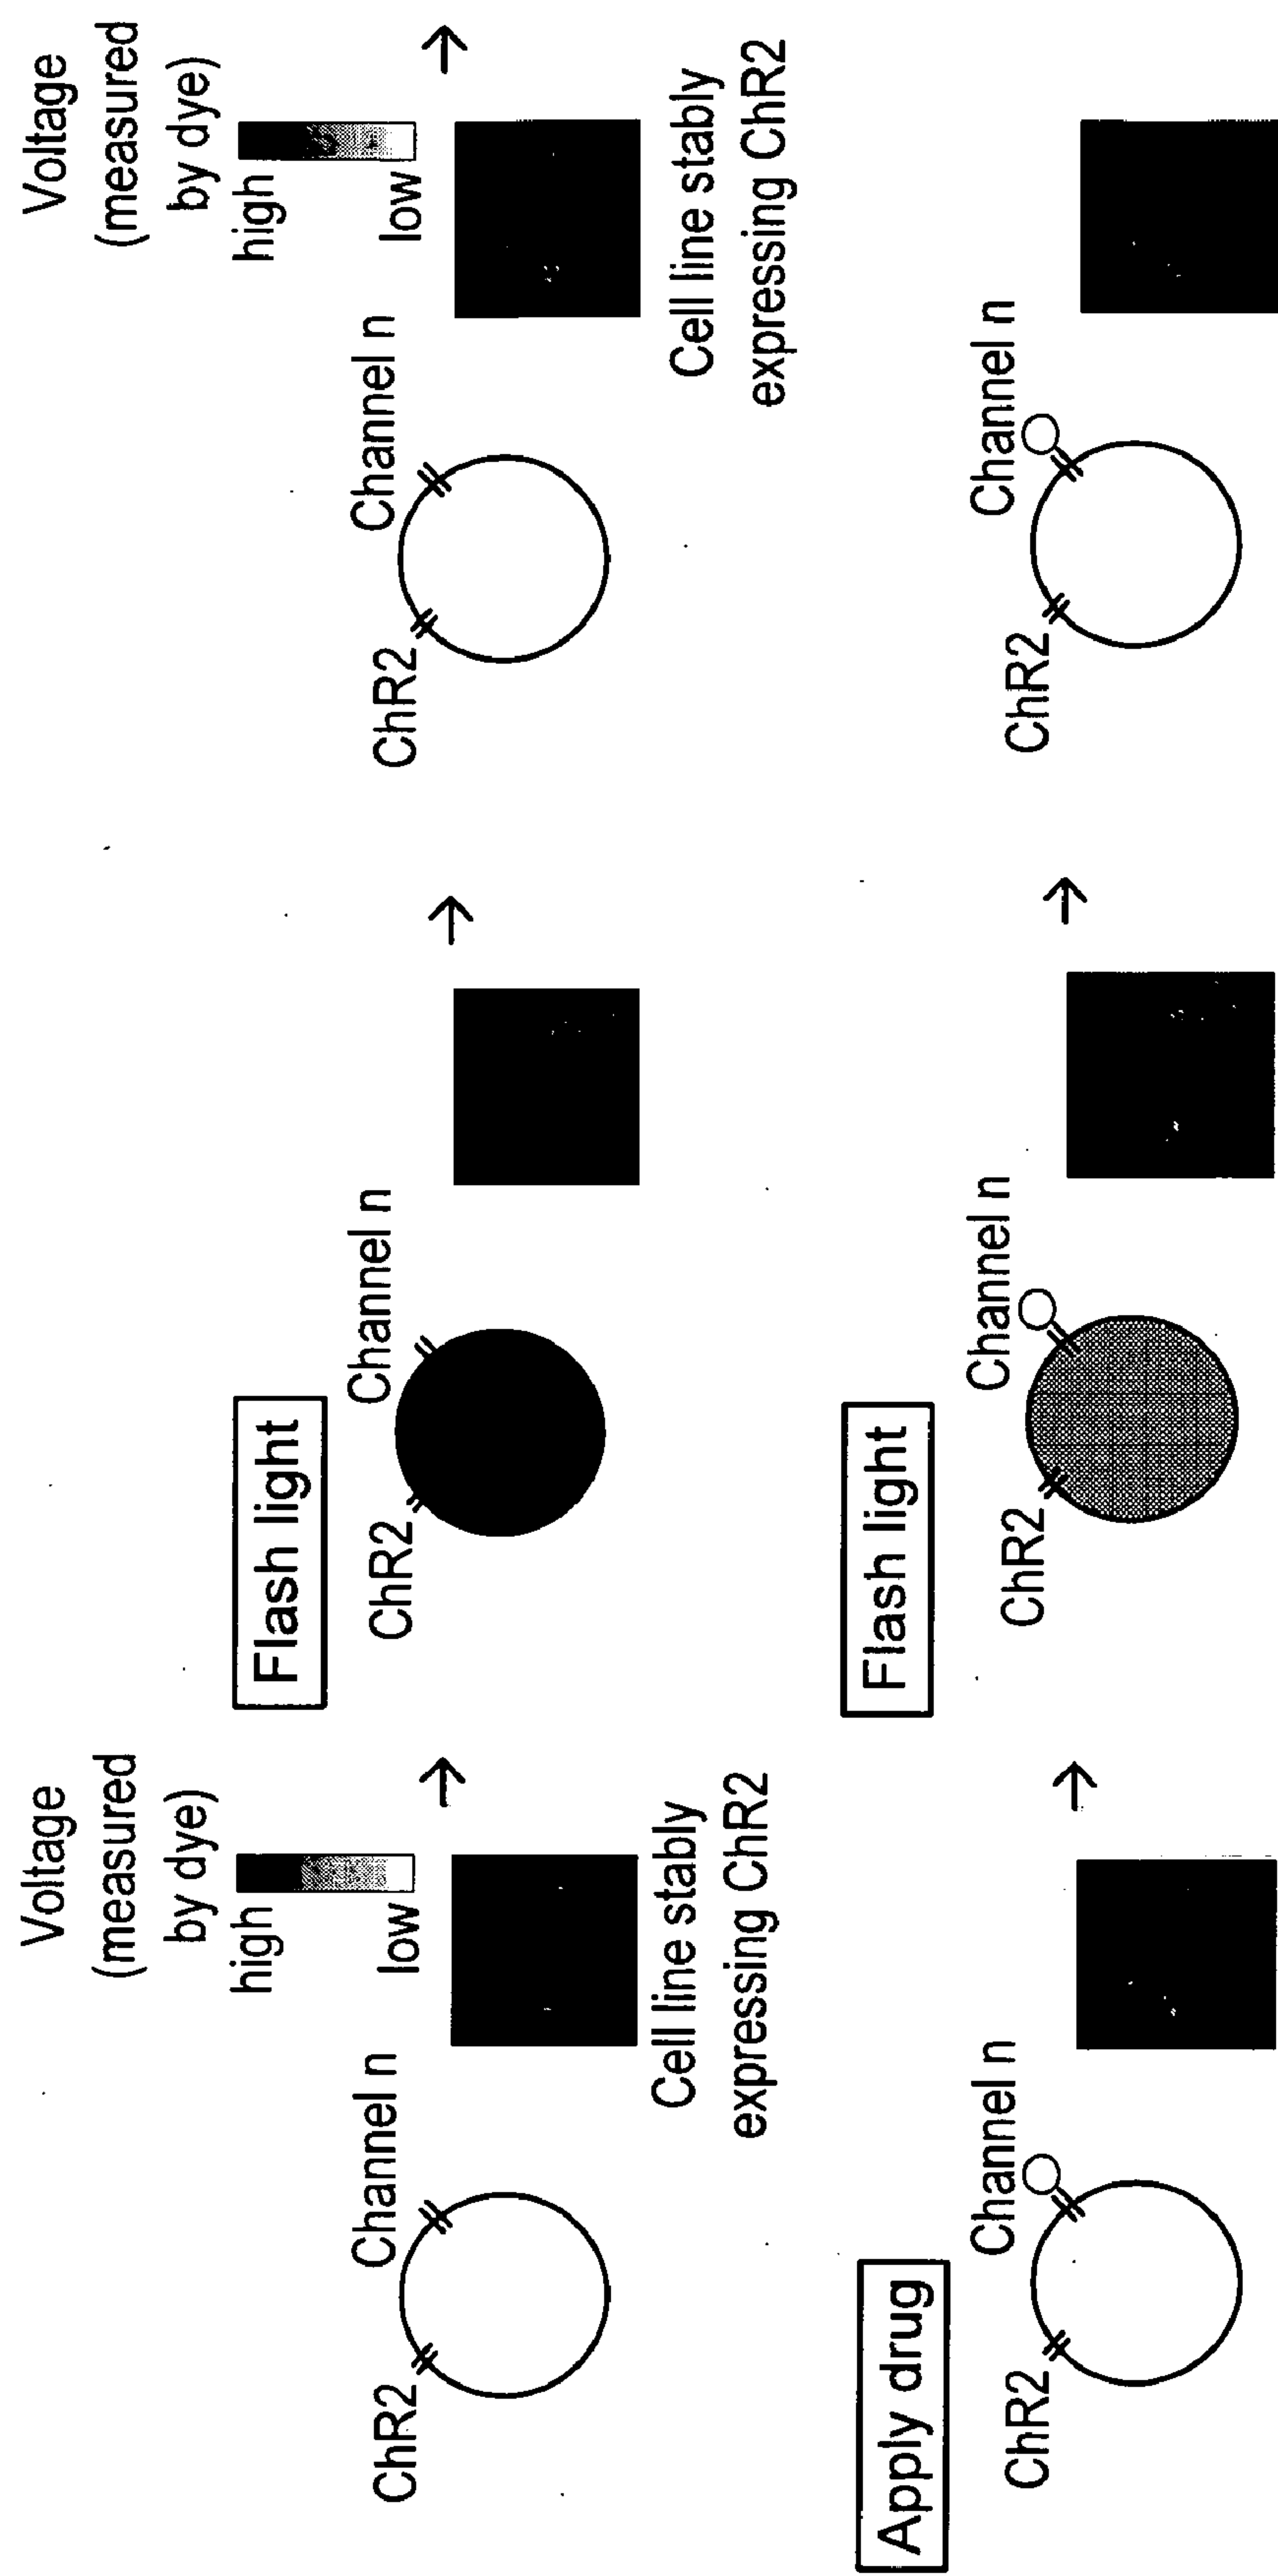 Voltage
(measured
by dye)
high
low
ChR2
Channel n
Cell line stably
expressing ChR2
Flash light
ChR2
Channel n
Voltage
(measured
by dye)
high
low
ChR2
Channel n
Cell line stably
expressing ChR2
Apply drug
ChR2
Channel n
Flash light
ChR2
Channel n
ChR2
Channel n